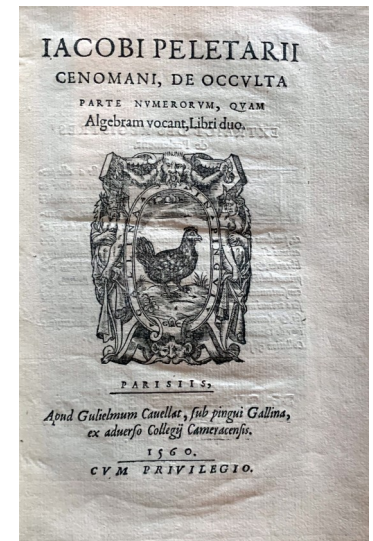 IACOBI PELETARII
CENOMANI, DE OCCVLTA
PARTE NVMERORVM, QVAM
Algebram vocant, Libri duo.
PARISIIS,
Apud Gulielmum Cauellat, sub pingui Gallina,
ex aduerso Collegij Cameracensis.
1560.
CVM PRIVILEGIO.